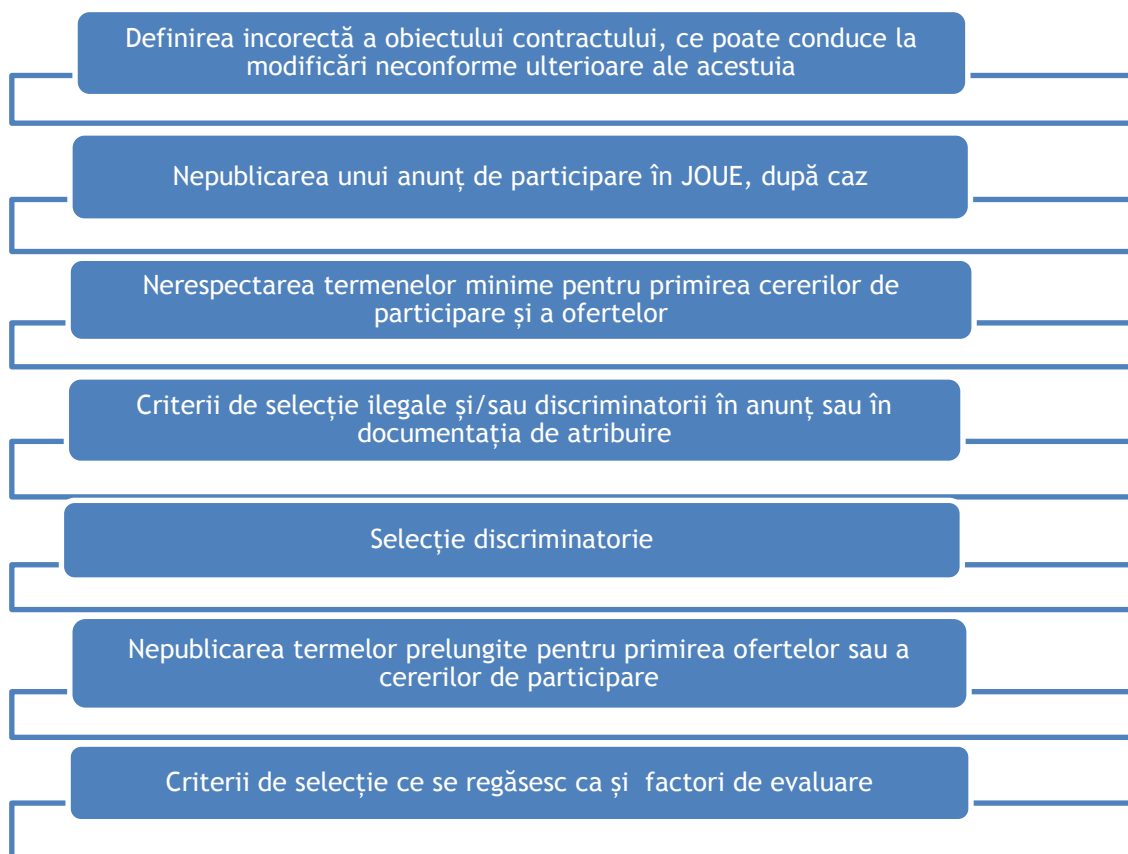 Definirea incorectă a obiectului contractului, ce poate conduce la
modificări neconforme ulterioare ale acestuia
Nepublicarea unui anunț de participare în JOUE, după caz
Nerespectarea termenelor minime pentru primirea cererilor de
participare și a ofertelor
Criterii de selecție ilegale și/sau discriminatorii în anunț sau în
documentația de atribuire
Selecție discriminatorie
Nepublicarea termelor prelungite pentru primirea ofertelor sau a
cererilor de participare
Criterii de selecție ce se regăsesc ca și factori de evaluare